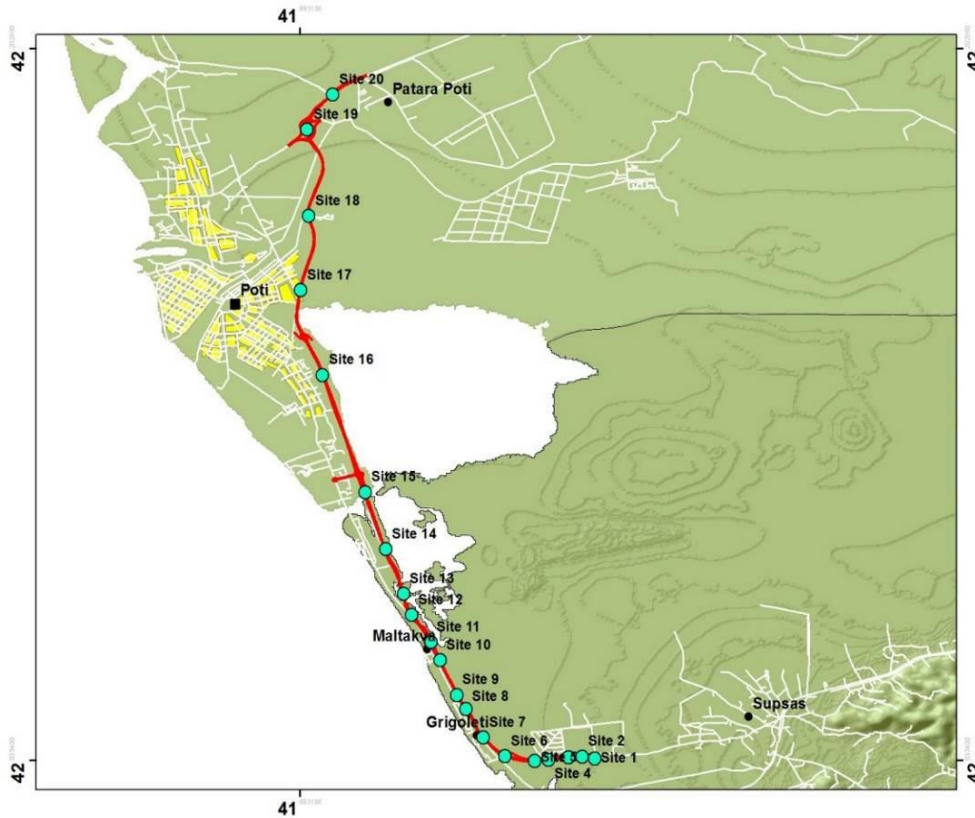 41
42
42
Site 20
Patara Poti
Site 19
Site 18
Site 17
Poti
Site 16
Site 15
Site 14
Site 13
Site 12
Site 11
Maltakva
Site 10
Site 9
Site 8
Supsas
Grigoleti
Site 7
Site 6
Site 2
Site 5
Site 1
Site 4
42
42
41